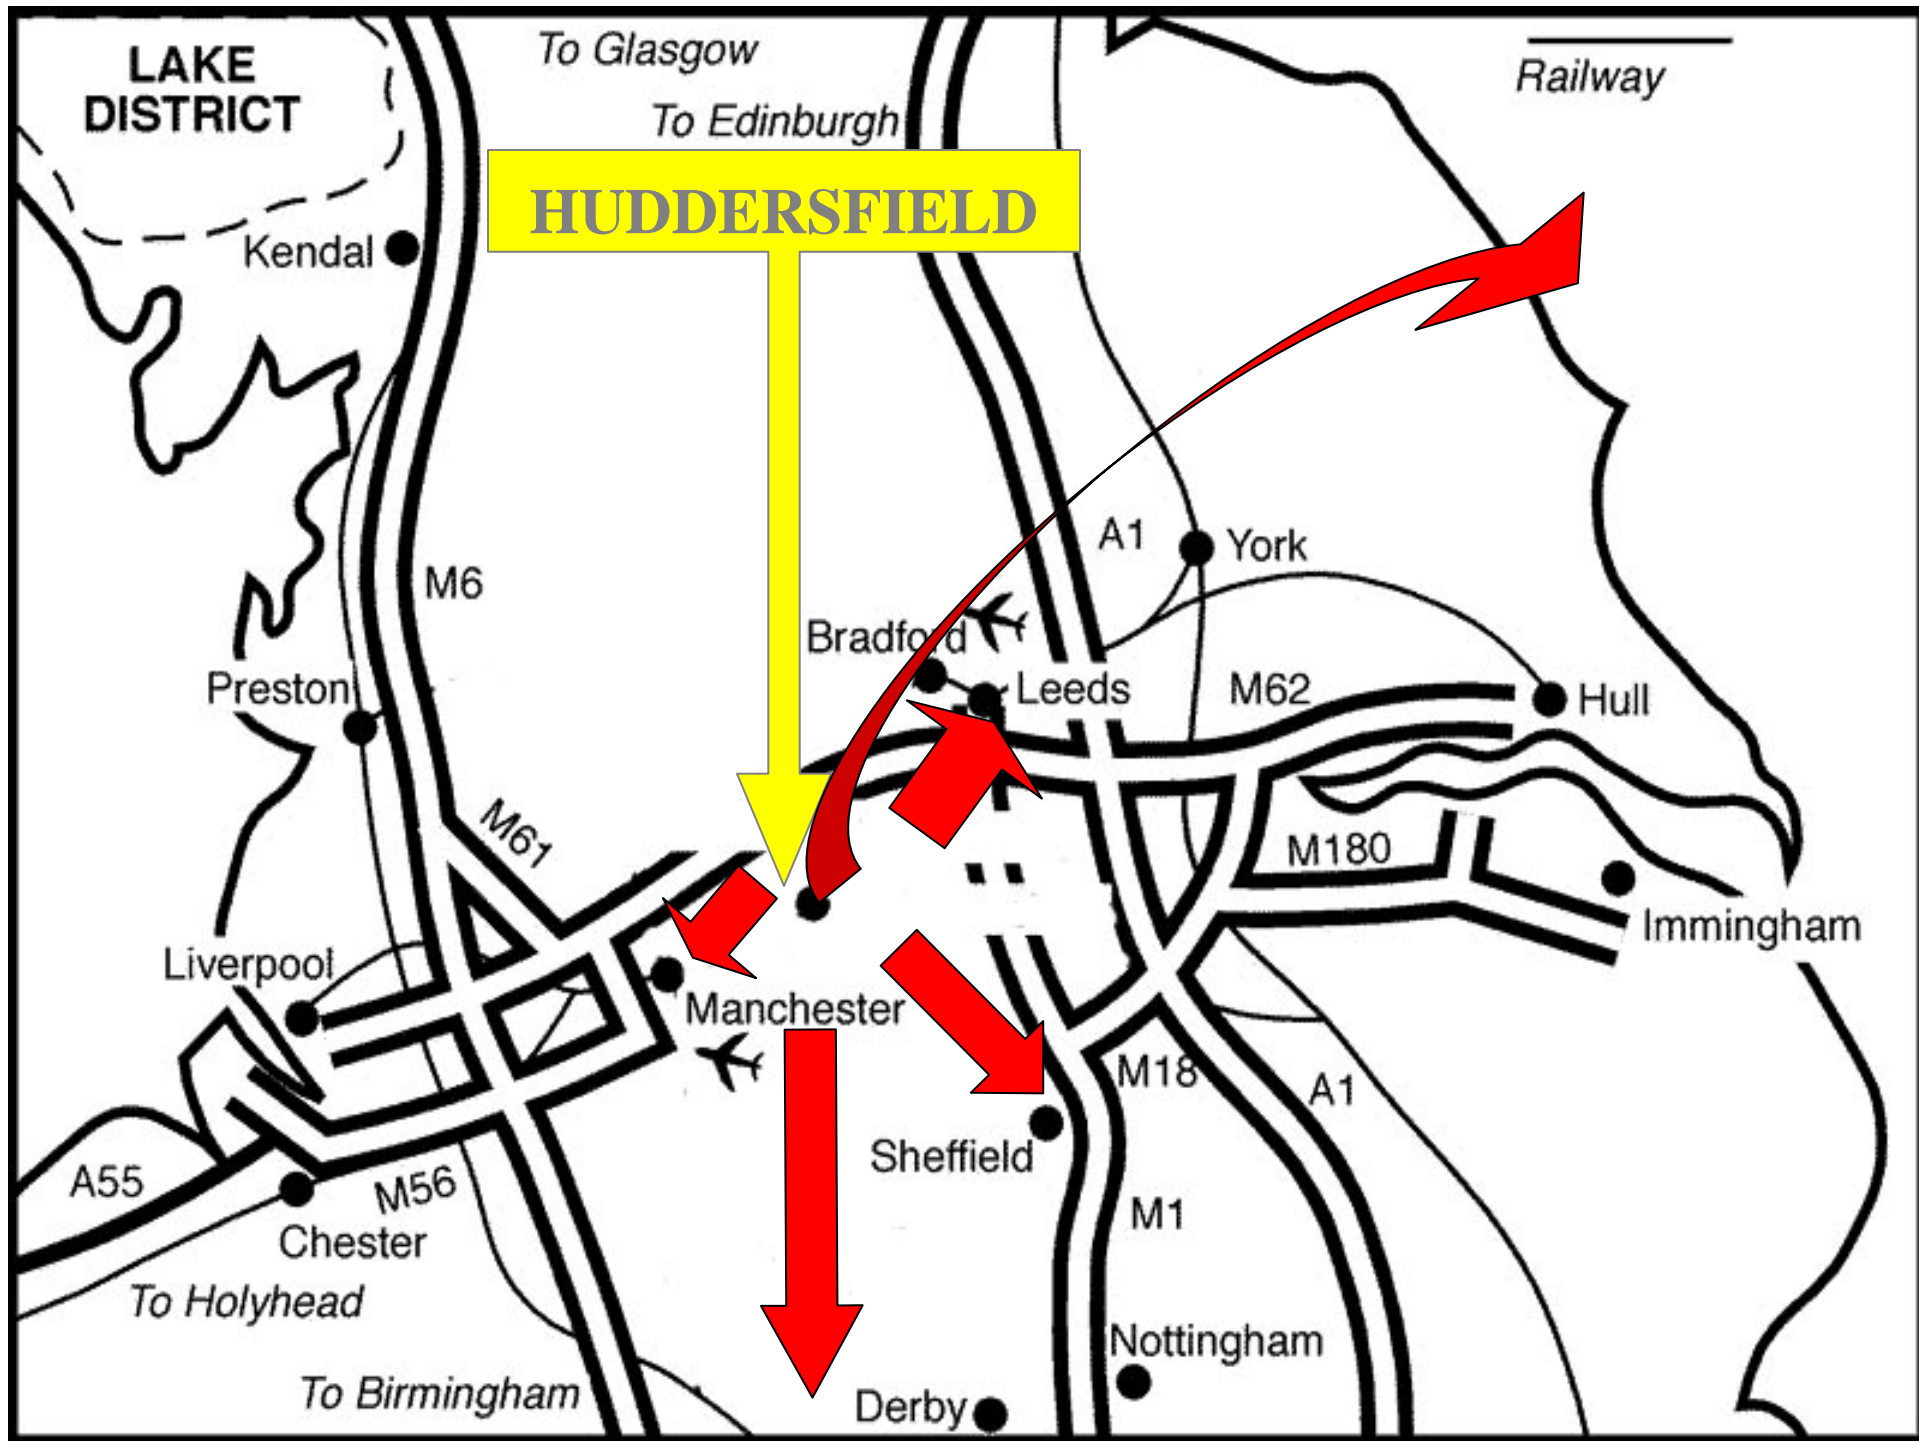 LAKE
DISTRICT
To Glasgow
Railway
To Edinburgh
HUDDERSFIELD
Kendal
A1
York
M6
Bradford
Preston
Leeds
M62
Hull
M61
M180
Immingham
Liverpool
Manchester
M18
A1
Sheffield
A55
M56
M1
Chester
To Holyhead
Nottingham
To Birmingham
Derby